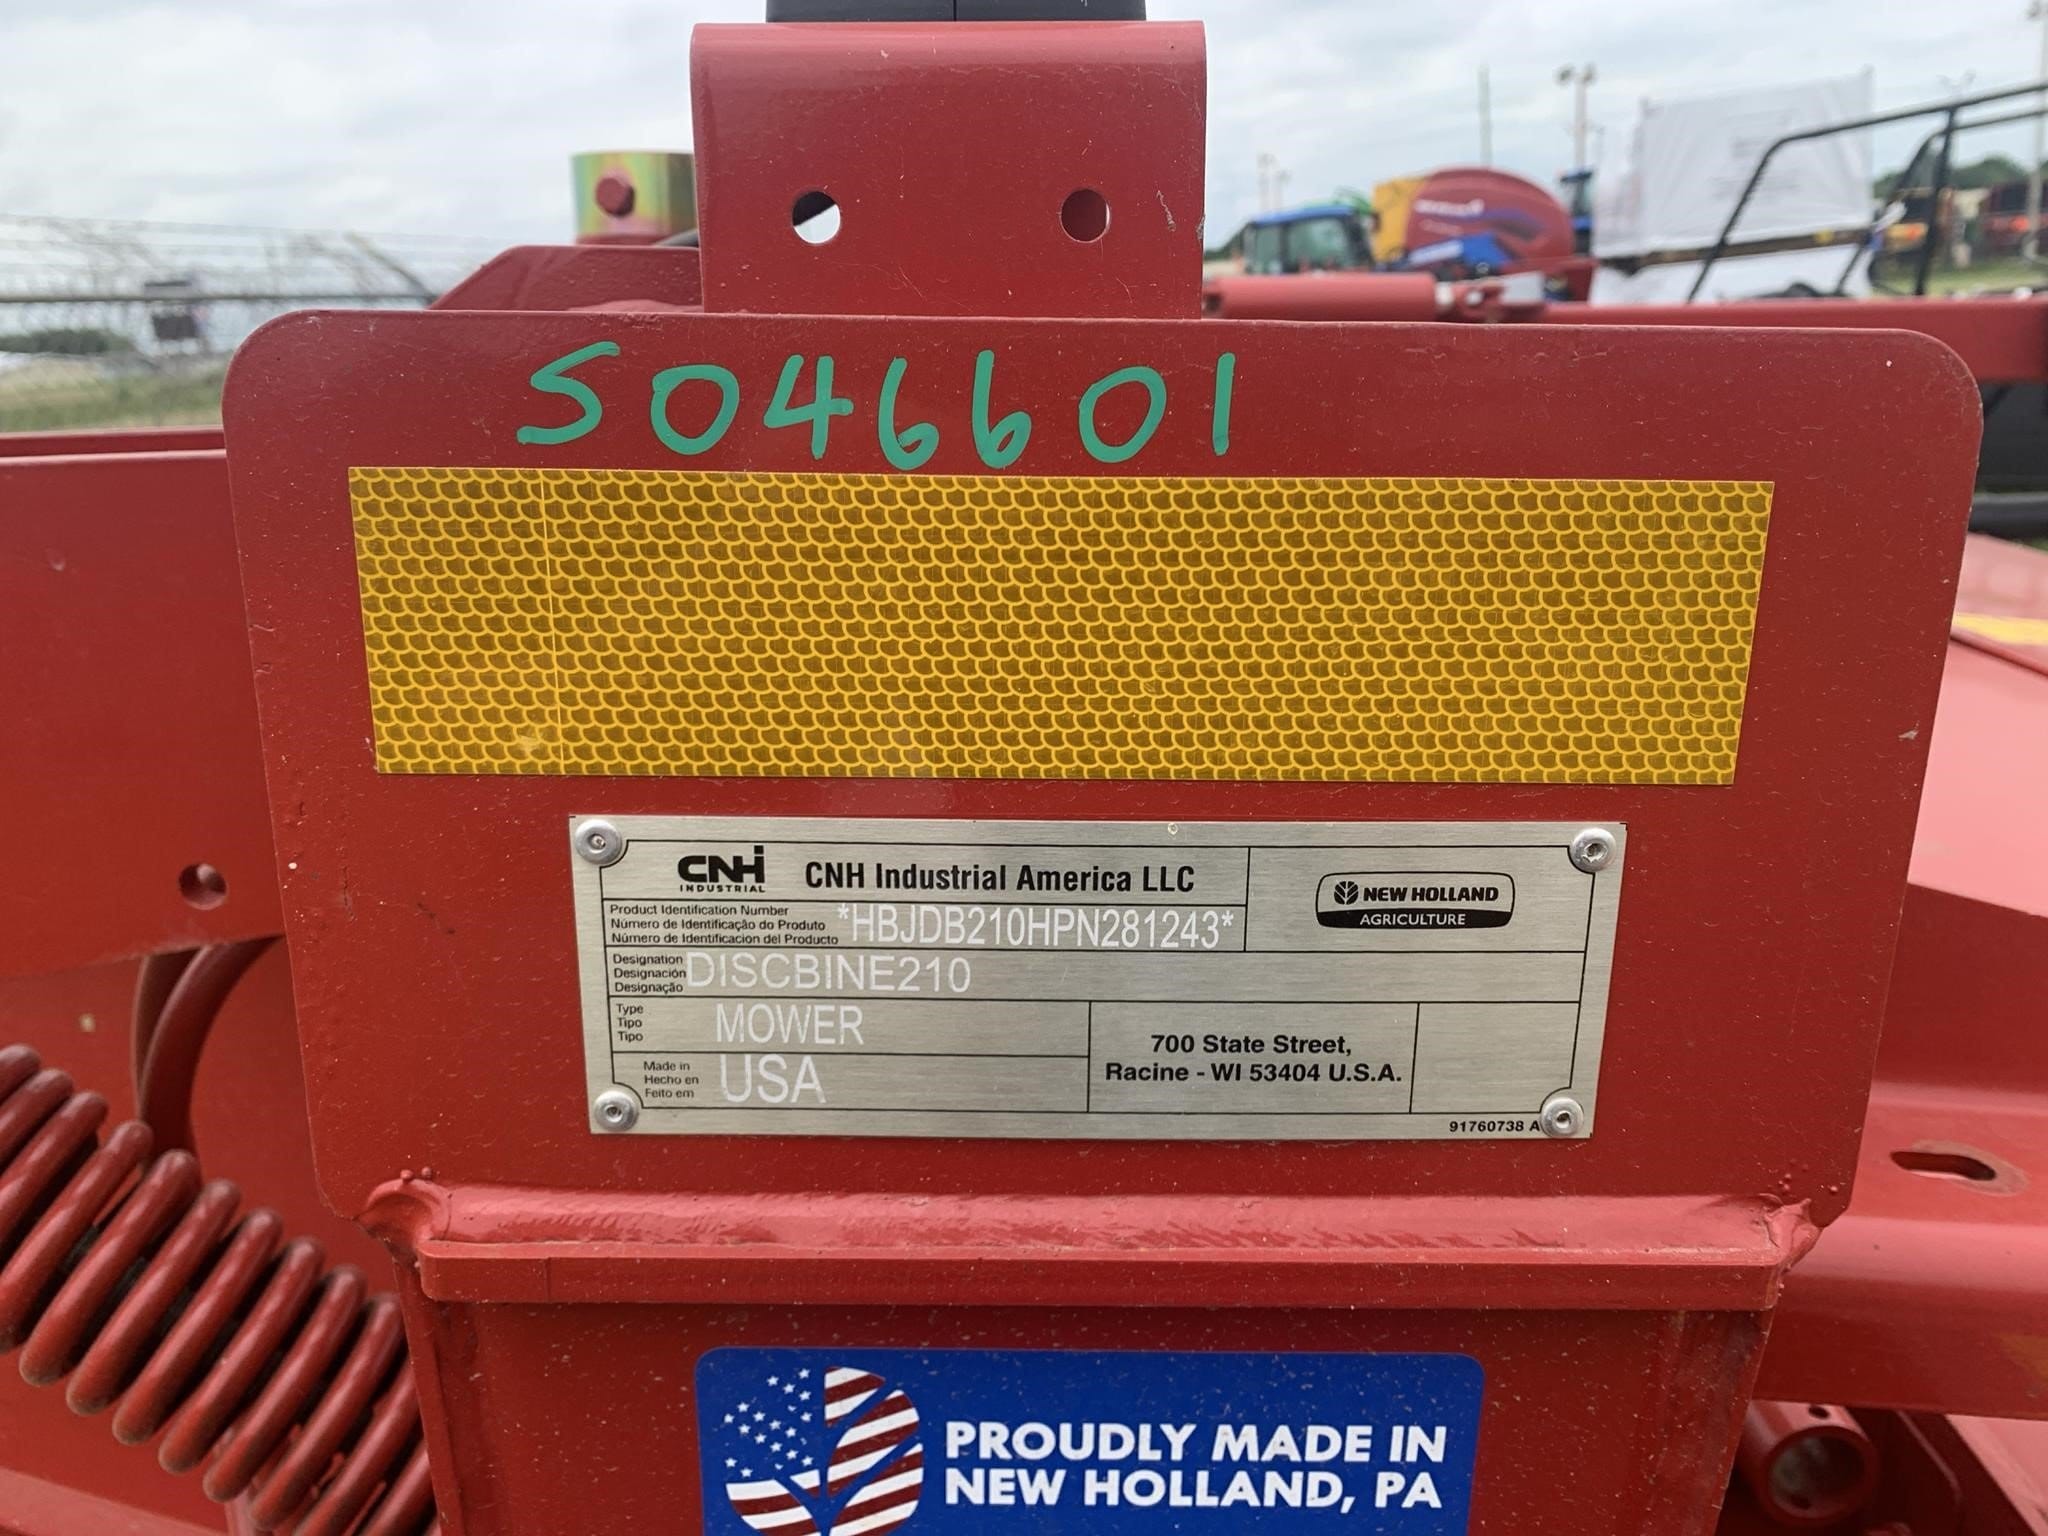 S046601
CNH
INDUSTRIAL
CNH Industrial America LLC
NEW HOLLAND
AGRICULTURE
Product Identification Number
Número de Identificação do Produto
Número de Identificacion del Producto
*HBJDB210HPN281243*
Designation
Designación
Designação
DISCBINE210
Type
Tipo
Tipo
MOWER
Made in
Hecho en
Feito em
USA
700 State Street,
Racine - WI 53404 U.S.A.
91760738 A
PROUDLY MADE IN
NEW HOLLAND, PA